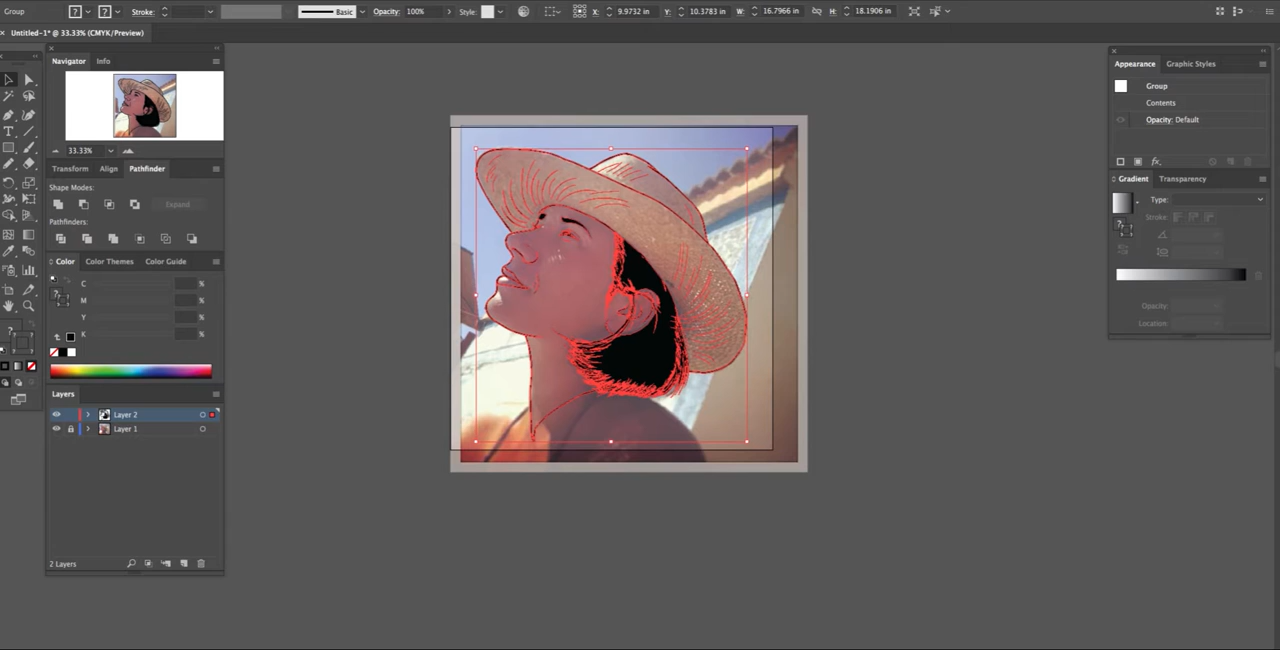 Group ? ? Stroke: Basic Opacity: 100% Style: X: 9.9732 in Y: 10.3783 in W: 16.7966 in H: 18.1906 in
Untitled-1* @ 33.33% (CMYK/Preview)
Navigator Info
33.33%
Transform Align Pathfinder
Shape Modes:
Expand
Pathfinders:
Color Color Themes Color Guide
C %
M %
Y %
K %
Layers
Layer 2
Layer 1
2 Layers
Appearance Graphic Styles
Group
Contents
Opacity: Default
fx
Gradient Transparency
Type:
Stroke:
Opacity:
Location: